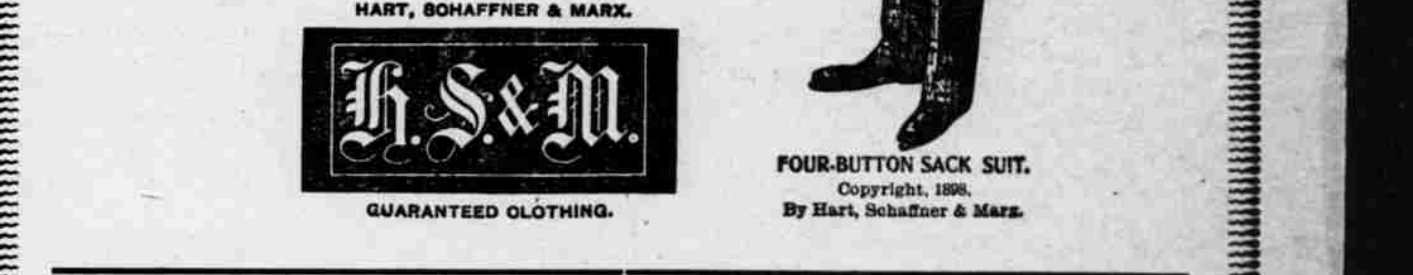 HART, SCHAFFNER & MARX.
H. S. & M.
GUARANTEED CLOTHING.
FOUR-BUTTON SACK SUIT.
Copyright, 1898,
By Hart, Schaffner & Marx.